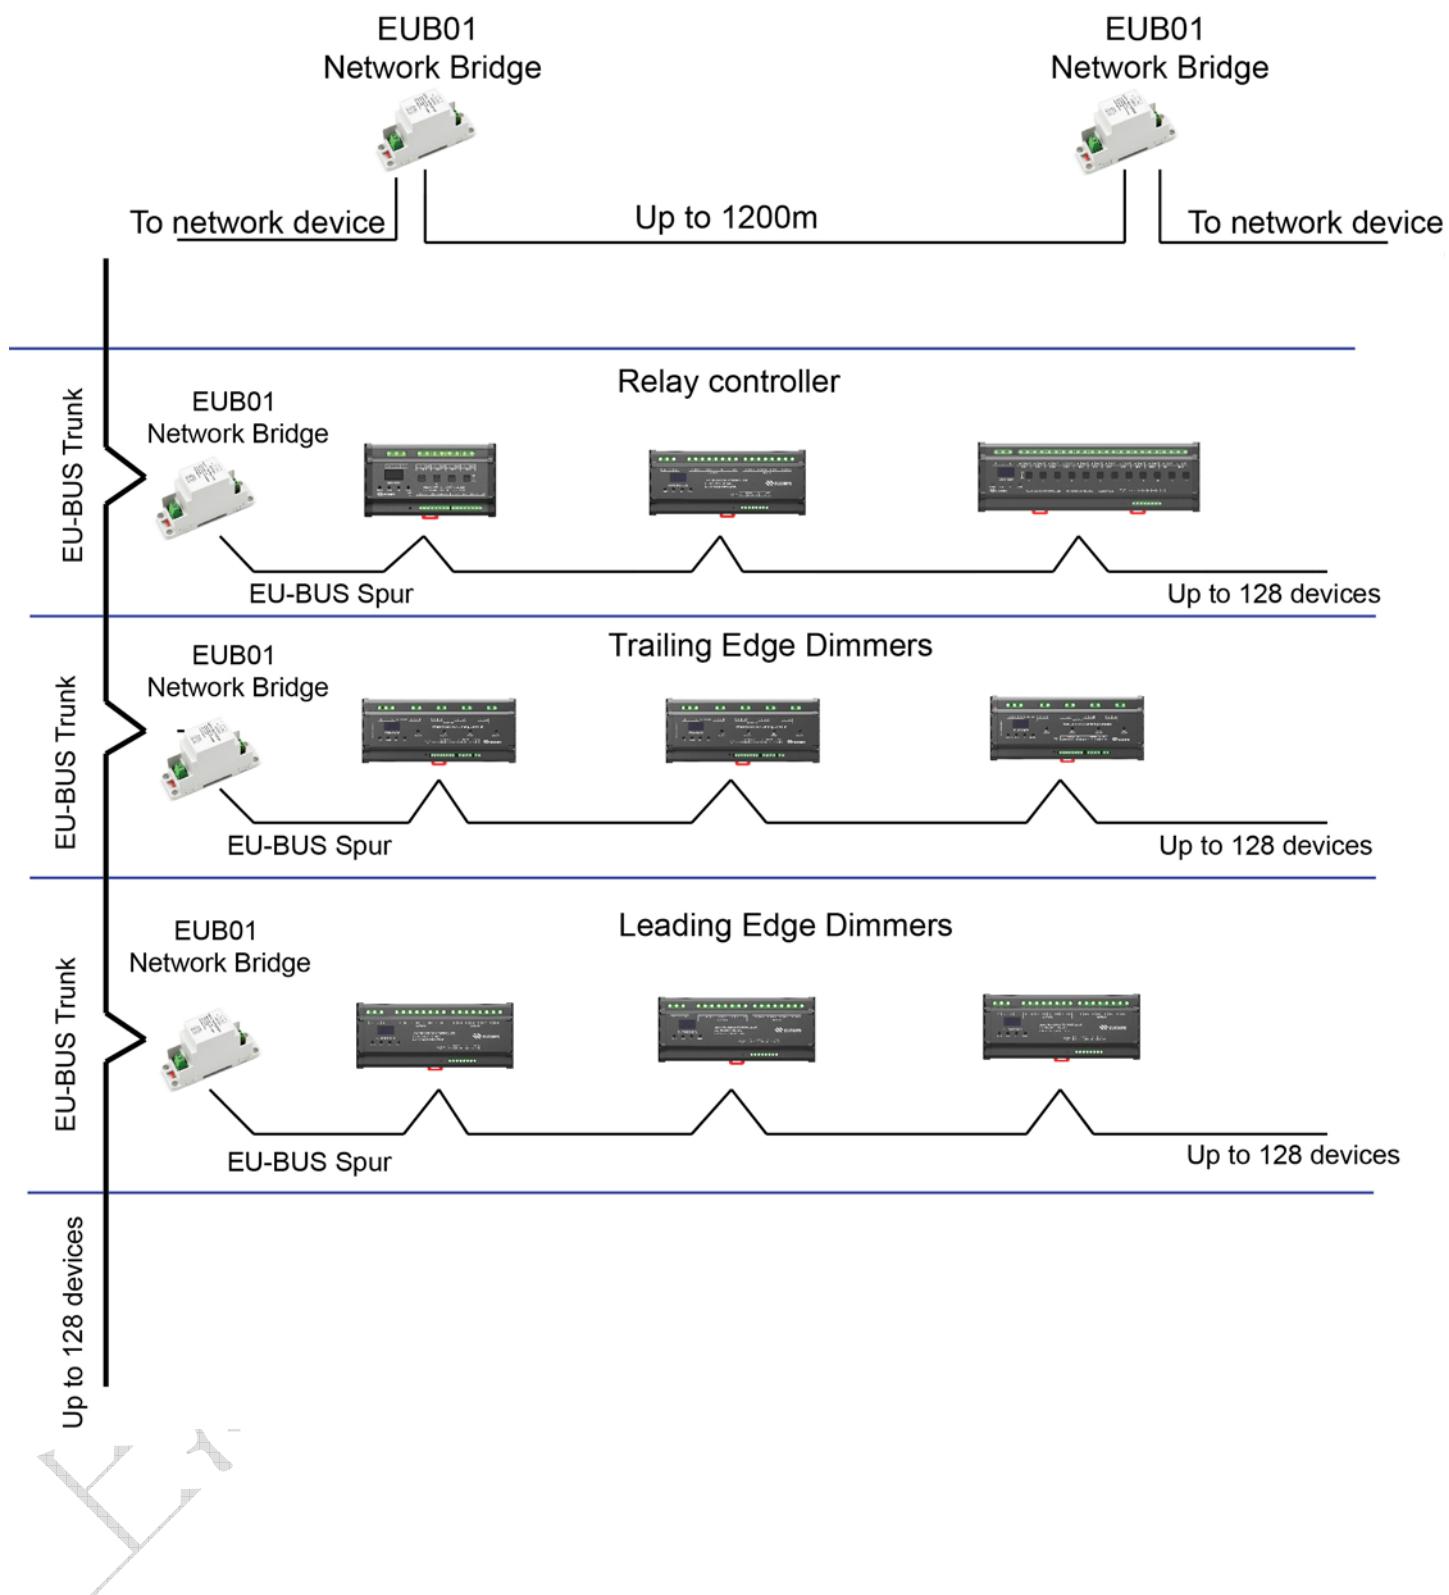 EUB01
Network Bridge
EUB01
Network Bridge
To network device
Up to 1200m
To network device
EU-BUS Trunk
EUB01
Network Bridge
Relay controller
EU-BUS Spur
Up to 128 devices
EU-BUS Trunk
EUB01
Network Bridge
Trailing Edge Dimmers
EU-BUS Spur
Up to 128 devices
EU-BUS Trunk
EUB01
Network Bridge
Leading Edge Dimmers
EU-BUS Spur
Up to 128 devices
Up to 128 devices